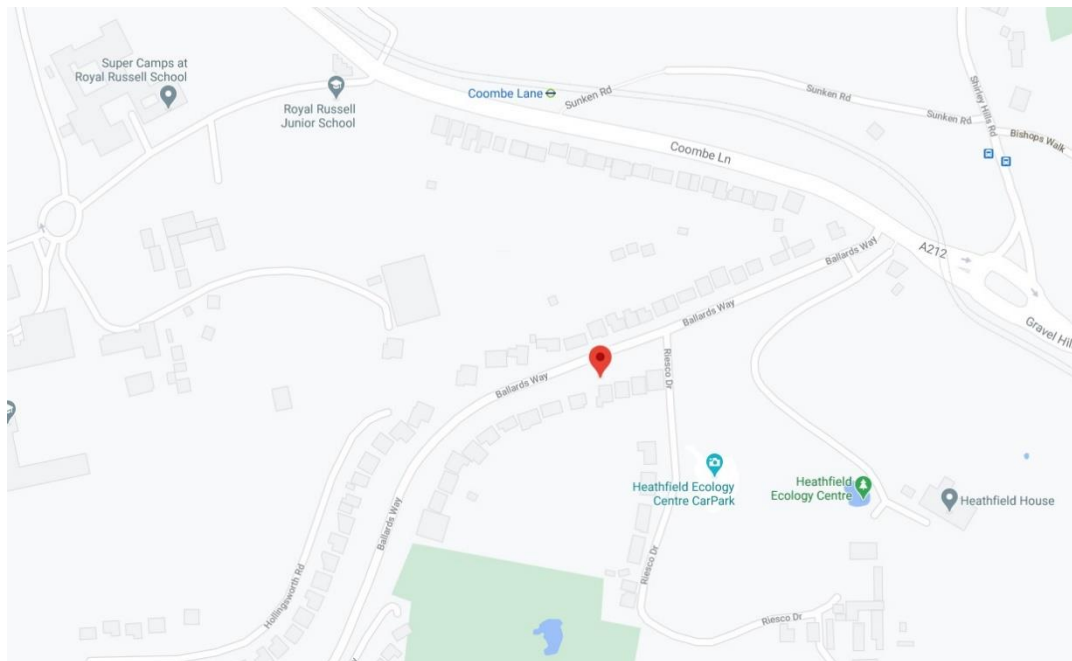 Super Camps at
Royal Russell School
Royal Russell
Junior School
Coombe Lane
Sunken Rd
Sunken Rd
Sunken Rd
Shirley Hills Rd
Bishops Walk
Coombe Ln
A212
Ballards Way
Gravel Hill
Ballards Way
Riesco Dr
Ballards Way
Heathfield Ecology
Centre CarPark
Heathfield
Ecology Centre
Heathfield House
Ballards Way
Hollingsworth Rd
Riesco Dr
Riesco Dr